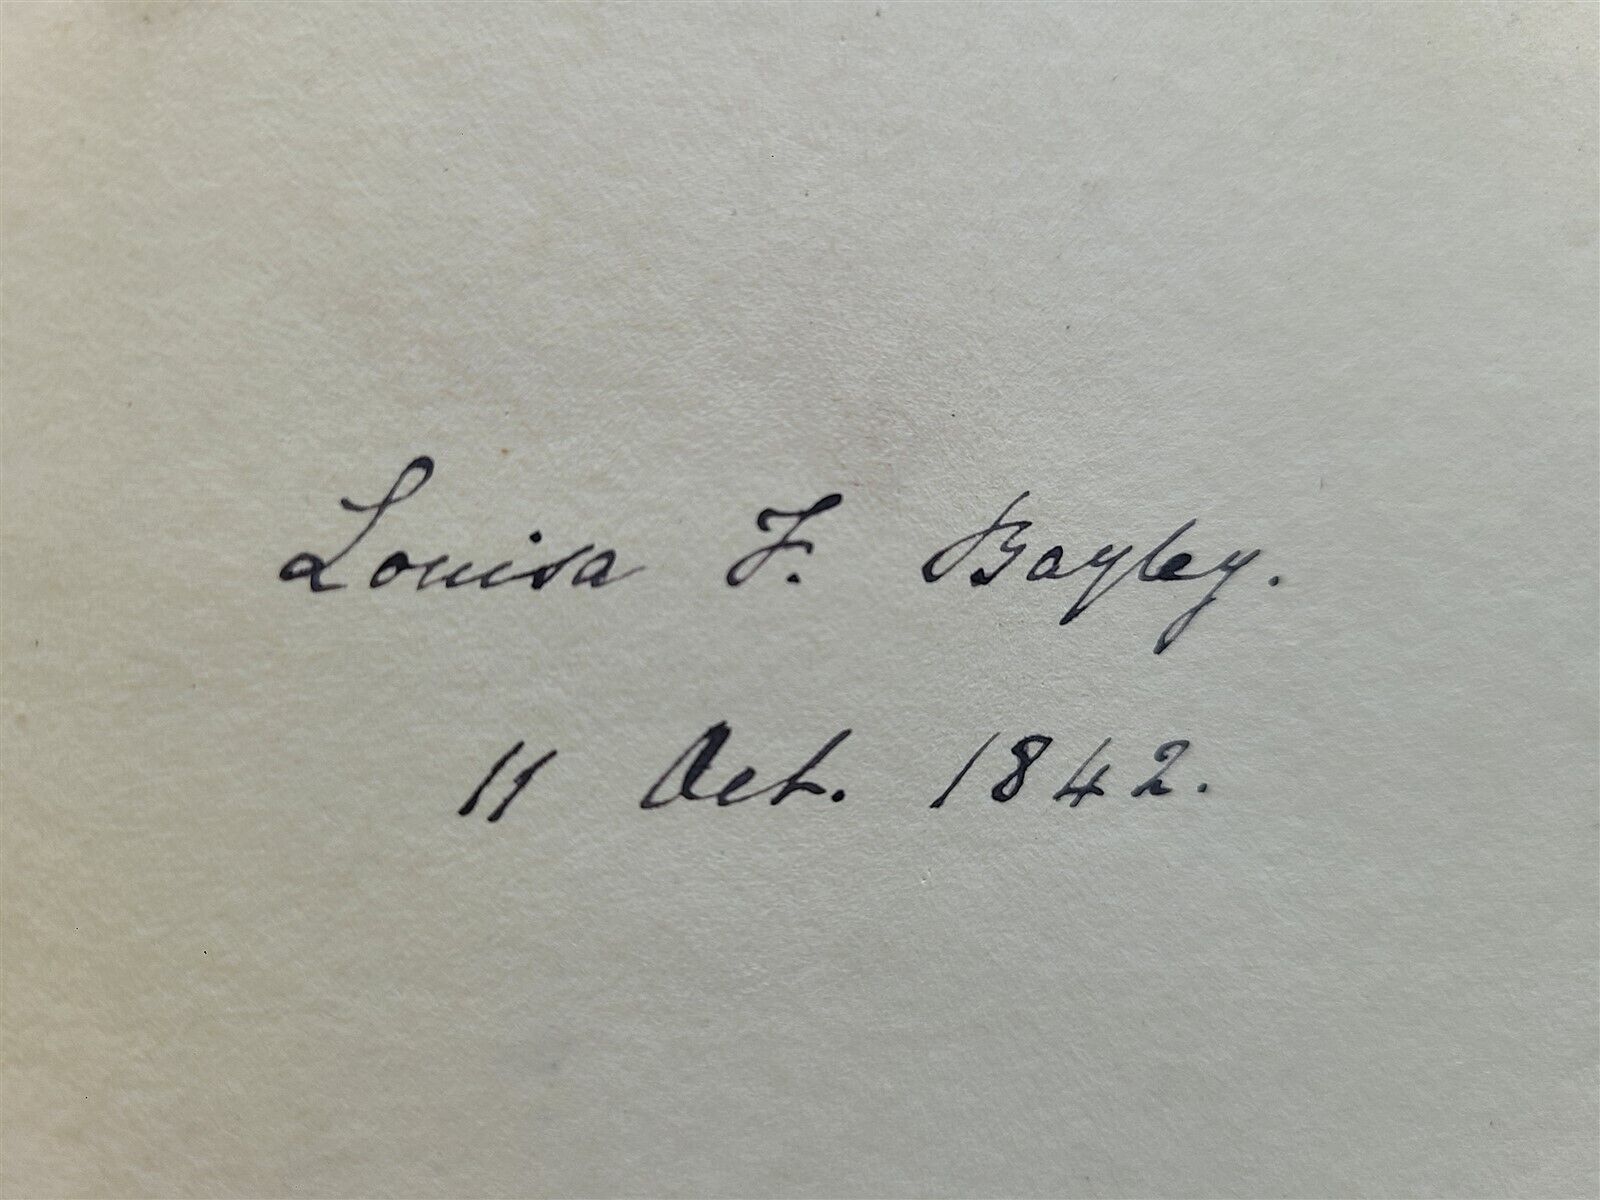 Louisa F. Bayley.
11 Oct. 1842.